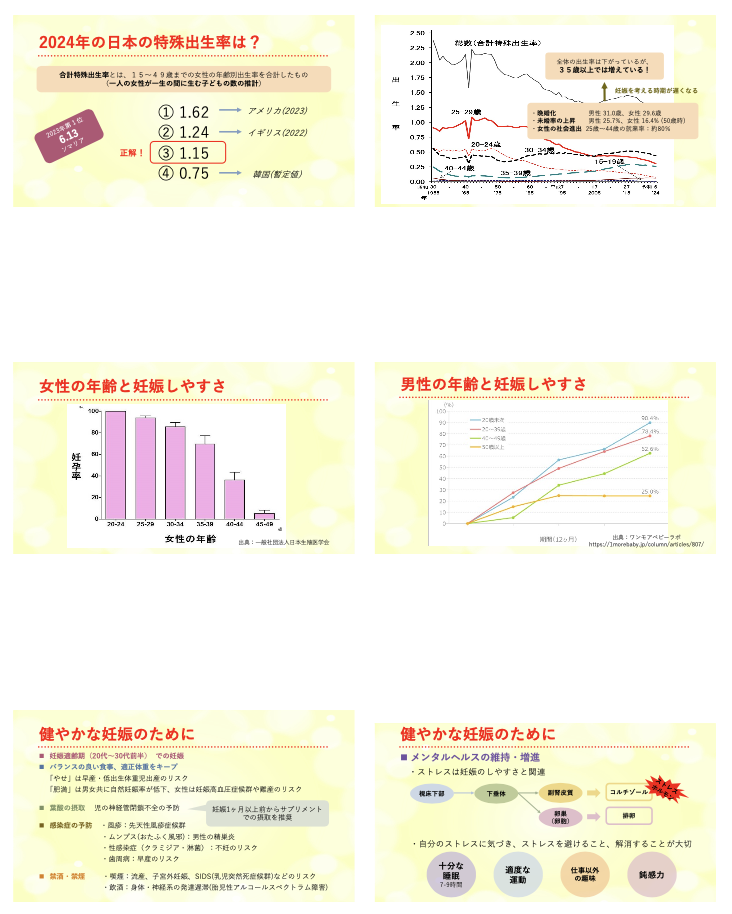 2024年の日本の特殊出生率は？
合計特殊出生率とは、１５～４９歳までの女性の年齢別出生率を合計したもの
（一人の女性が一生の間に生む子どもの数の推計）
2023年第１位
6.13
ソマリア
① 1.62
アメリカ(2023)
② 1.24
イギリス(2022)
正解！
③ 1.15
④ 0.75
韓国(暫定値)
総数(合計特殊出生率)
全体の出生率は下がっているが、
３５歳以上では増えている！
妊娠を考える時期が遅くなる
・晩婚化 男性 31.0歳、女性 29.6歳
・未婚率の上昇 男性 25.7%、女性 16.4% (50歳時)
・女性の社会進出 25歳～44歳の就業率：約80%
出
生
率
2.50
2.25
2.00
1.75
1.50
1.25
1.00
0.75
0.50
0.25
0.00
25-29歳
20-24歳
30-34歳
15-19歳
40-44歳
35-39歳
女性の年齢と妊娠しやすさ
妊孕率
100
80
60
40
20
0
20-24 25-29 30-34 35-39 40-44 45-49
歳
女性の年齢
出典：一般社団法人日本生殖医学会
男性の年齢と妊娠しやすさ
(%)
100
90
80
70
60
50
40
30
20
10
0
20歳未満
20～39歳
40～49歳
50歳以上
90.4%
78.4%
62.6%
25.0%
期間(12ヶ月)
出典：ワンモアベビーラボ
https://1morebaby.jp/column/articles/807/
健やかな妊娠のために
■ 妊娠適齢期（20代～30代前半） での妊娠
■ バランスの良い食事、適正体重をキープ
「やせ」は早産・低出生体重児出産のリスク
「肥満」は男女共に自然妊娠率が低下、女性は妊娠高血圧症候群や難産のリスク
■ 葉酸の摂取 児の神経管閉鎖不全の予防
妊娠1ヶ月以上前からサプリメント
での摂取を推奨
■ 感染症の予防 ・風疹：先天性風疹症候群
・ムンプス(おたふく風邪)：男性の精巣炎
・性感染症（クラミジア・淋菌）：不妊のリスク
・歯周病：早産のリスク
■ 禁酒・禁煙 ・喫煙：流産、子宮外妊娠、SIDS(乳児突然死症候群)などのリスク
・飲酒：身体・神経系の発達遅滞(胎児性アルコールスペクトラム障害)
健やかな妊娠のために
■ メンタルヘルスの維持・増進
・ストレスは妊娠のしやすさと関連
視床下部
下垂体
副腎皮質
コルチゾール
卵巣
（卵胞）
排卵
・自分のストレスに気づき、ストレスを避けること、解消することが大切
十分な
睡眠
7-9時間
適度な
運動
仕事以外
の趣味
鈍感力